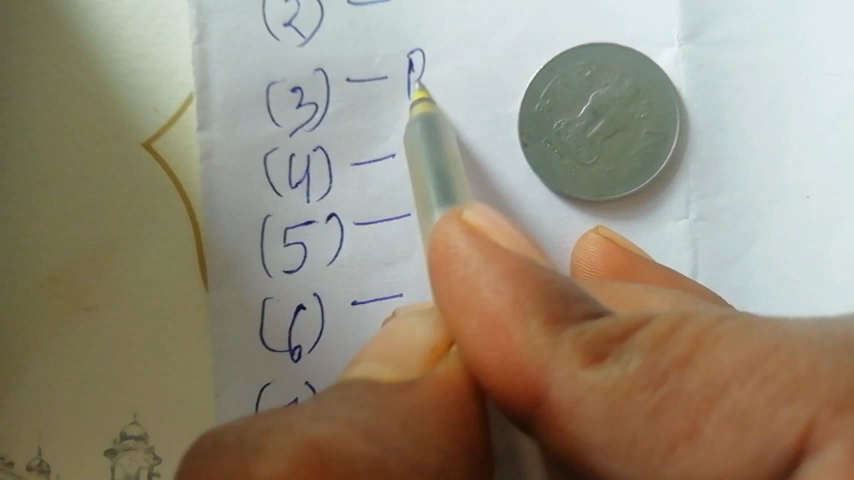 (2) —
(3) — R
(4) —
(5) —
(6) —